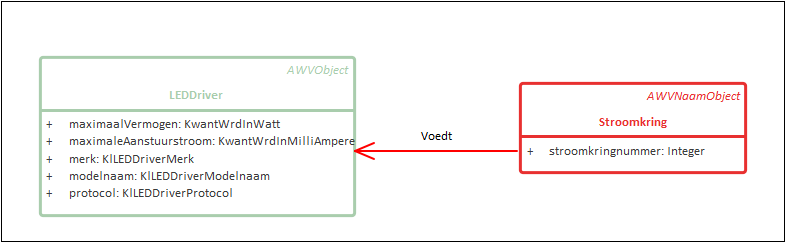 AWVObject
LEDDriver
+ maximaalVermogen: KwantWrdInWatt
+ maximaleAanstuurstroom: KwantWrdInMilliAmpere
+ merk: KlLEDDriverMerk
+ modelnaam: KlLEDDriverModelnaam
+ protocol: KlLEDDriverProtocol
Voedt
AWVNaamObject
Stroomkring
+ stroomkringnummer: Integer